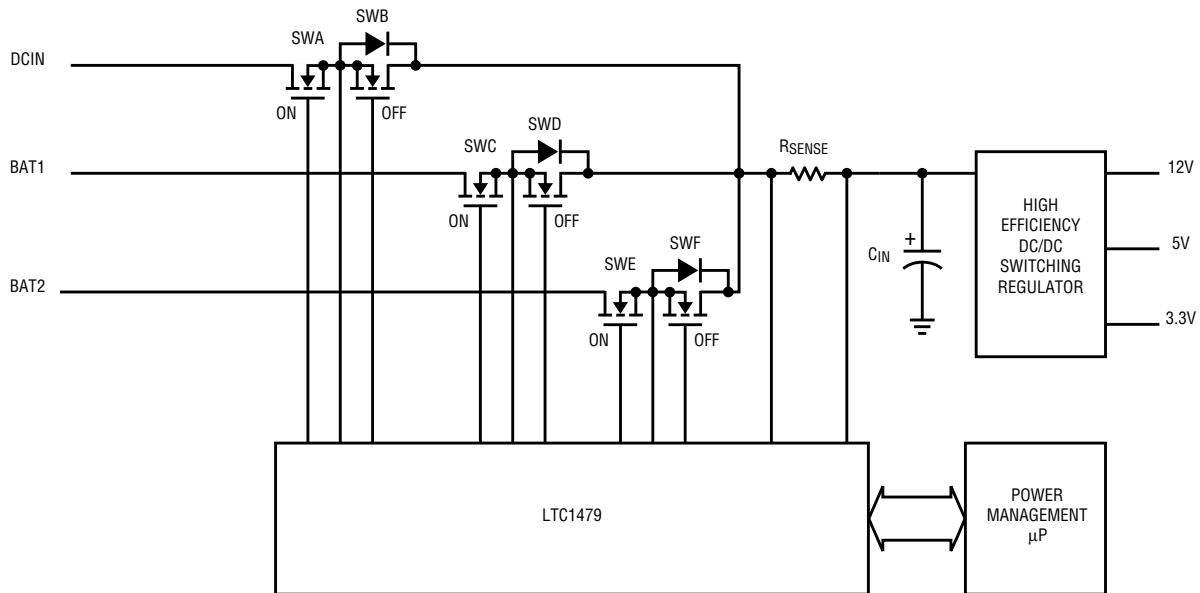 SWB
SWA
DCIN
ON
OFF
SWD
SWC
RSENSE
BAT1
12V
ON
OFF
HIGH
EFFICIENCY
DC/DC
SWITCHING
REGULATOR
SWF
+
CIN
5V
SWE
BAT2
ON
OFF
3.3V
LTC1479
POWER
MANAGEMENT
µP